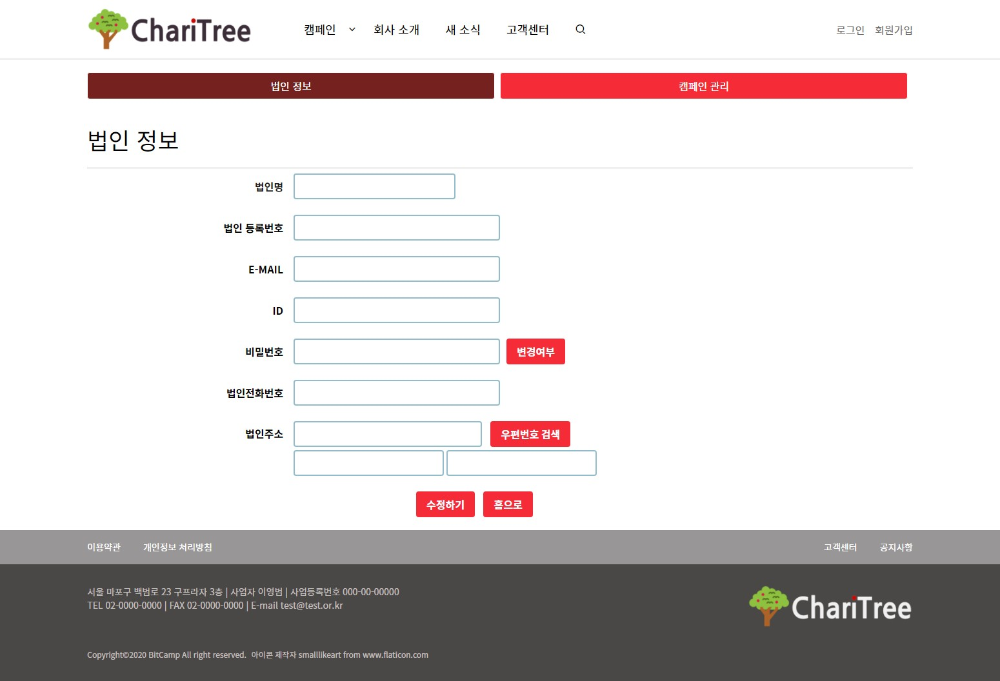 ChariTree
캠페인 회사 소개 새 소식 고객센터 로그인 회원가입
법인 정보 캠페인 관리
법인 정보
법인명
법인 등록번호
E-MAIL
ID
비밀번호 변경여부
법인전화번호
법인주소 우편번호 검색
수정하기 홈으로
이용약관 개인정보 처리방침 고객센터 공지사항
서울 마포구 백범로 23 구프라자 3층 | 사업자 이영범 | 사업등록번호 000-00-00000
TEL 02-0000-0000 | FAX 02-0000-0000 | E-mail test@test.or.kr
ChariTree
Copyright©2020 BitCamp All right reserved. 아이콘 제작자 smalllikeart from www.flaticon.com